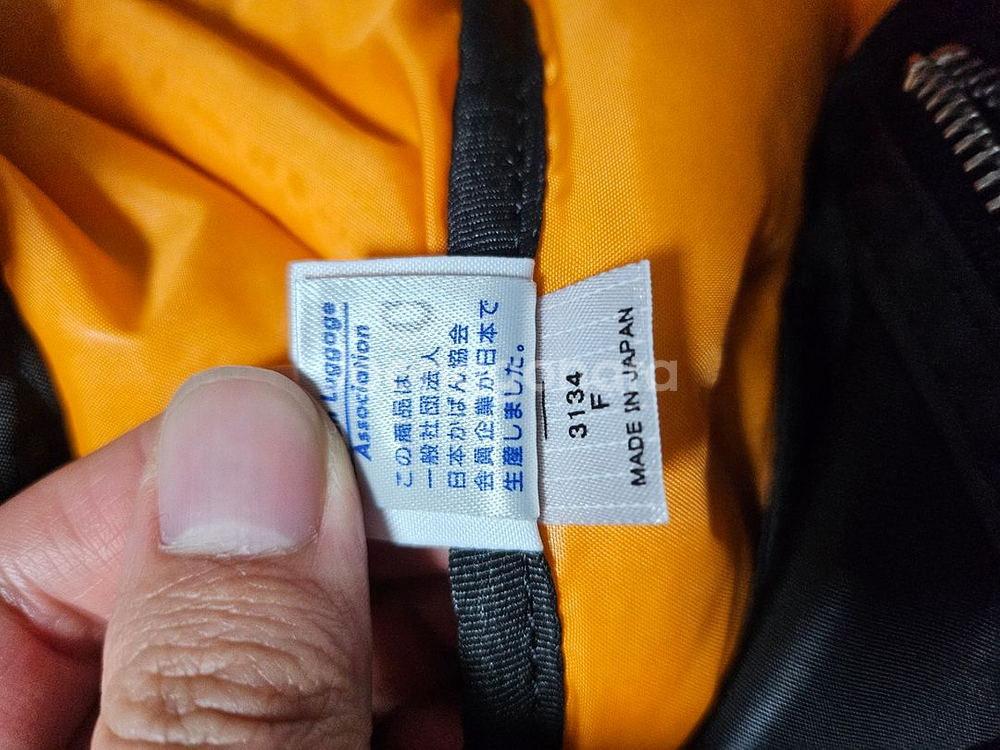 Luggage
Association
この商品は、
一般社団法人
日本かばん協会
会員企業が日本で
生産しました。
3134
F
MADE IN JAPAN